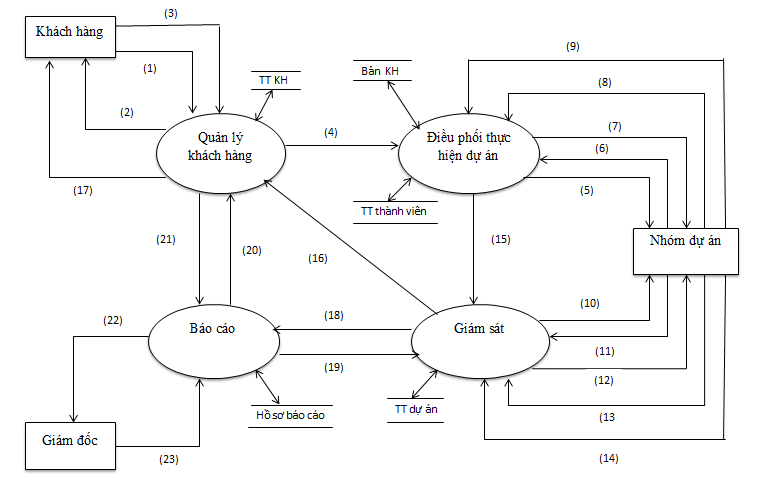 (3)
(9)
Khách hàng
(1)
TT KH
Bản KH
(8)
(2)
Quản lý
khách hàng
(4)
Điều phối thực
hiện dự án
(7)
(6)
(5)
(17)
TT thành viên
(21)
(20)
(16)
(15)
Nhóm dự án
(22)
Báo cáo
(18)
(19)
Giám sát
(10)
(11)
(12)
Hồ sơ báo cáo
TT dự án
(13
Giám đốc
(23)
(14)